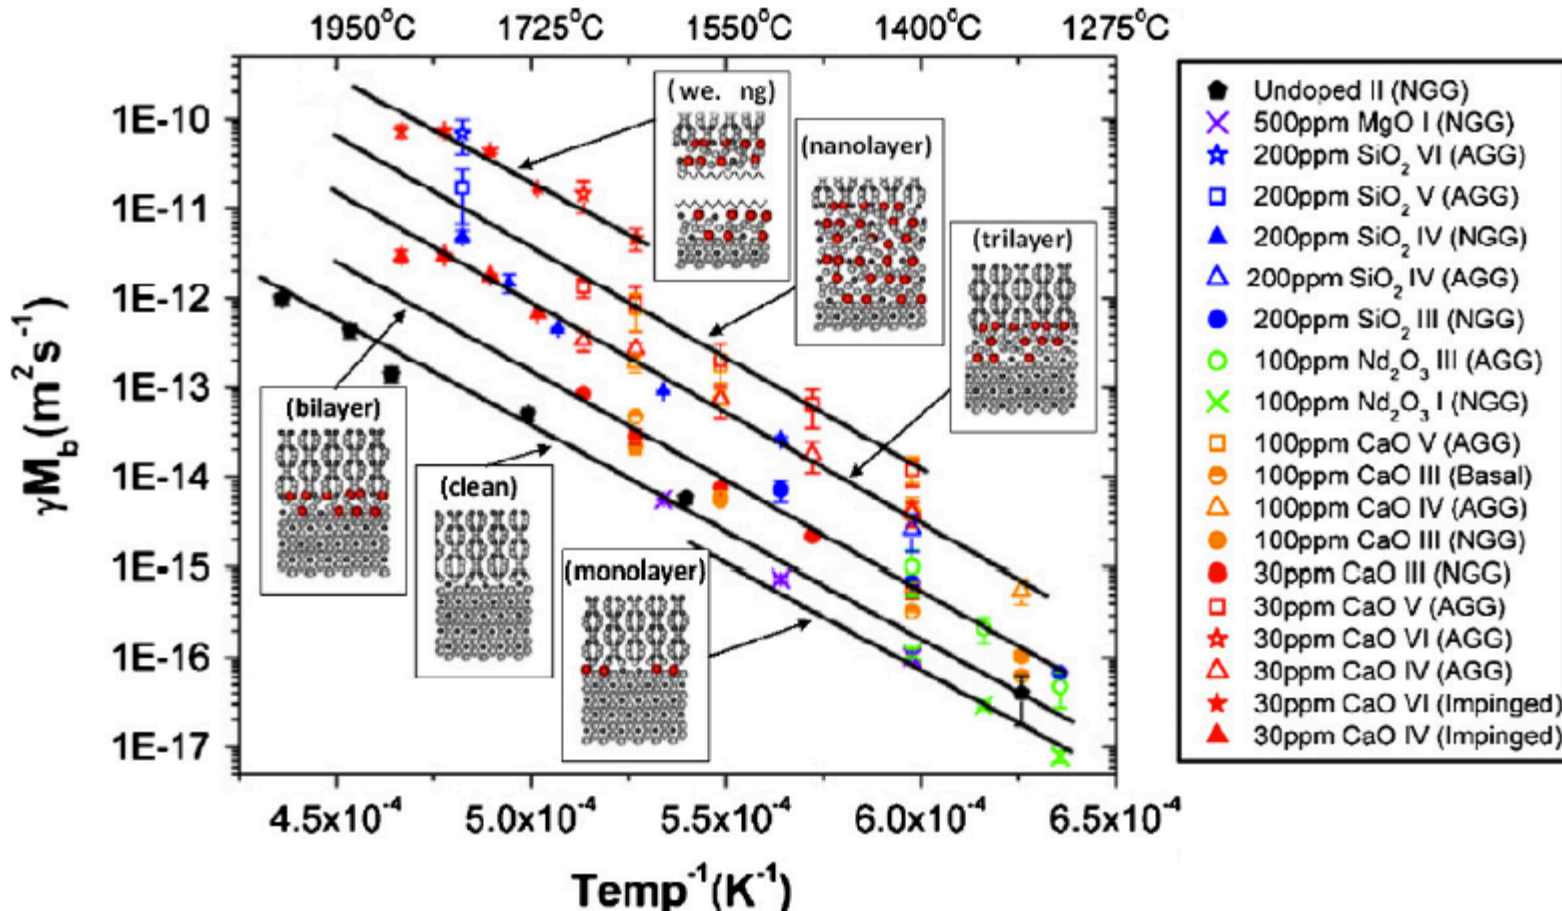 1950°C 1725°C 1550°C 1400°C 1275°C
1E-10
1E-11
1E-12
1E-13
1E-14
1E-15
1E-16
1E-17
γM_b(m²s⁻¹)
4.5x10⁻⁴ 5.0x10⁻⁴ 5.5x10⁻⁴ 6.0x10⁻⁴ 6.5x10⁻⁴
Temp⁻¹(K⁻¹)
(we. ng)
(nanolayer)
(trilayer)
(bilayer)
(clean)
(monolayer)
Undoped II (NGG)
500ppm MgO I (NGG)
200ppm SiO₂ VI (AGG)
200ppm SiO₂ V (AGG)
200ppm SiO₂ IV (NGG)
200ppm SiO₂ IV (AGG)
200ppm SiO₂ III (NGG)
100ppm Nd₂O₃ III (AGG)
100ppm Nd₂O₃ I (NGG)
100ppm CaO V (AGG)
100ppm CaO III (Basal)
100ppm CaO IV (AGG)
100ppm CaO III (NGG)
30ppm CaO III (NGG)
30ppm CaO V (AGG)
30ppm CaO VI (AGG)
30ppm CaO IV (AGG)
30ppm CaO VI (Impinged)
30ppm CaO IV (Impinged)